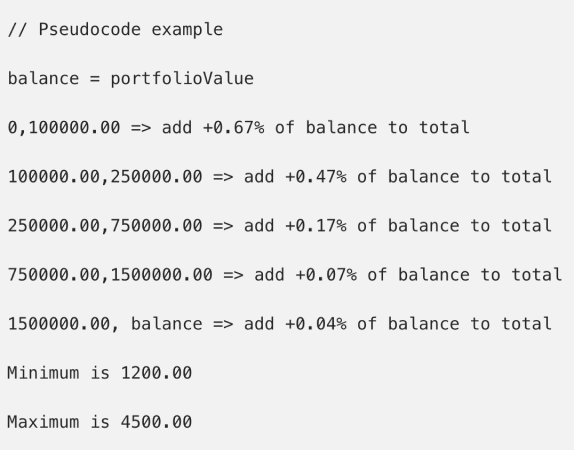 // Pseudocode example
balance = portfolioValue
0,100000.00 => add +0.67% of balance to total
100000.00,250000.00 => add +0.47% of balance to total
250000.00,750000.00 => add +0.17% of balance to total
750000.00,1500000.00 => add +0.07% of balance to total
1500000.00, balance => add +0.04% of balance to total
Minimum is 1200.00
Maximum is 4500.00